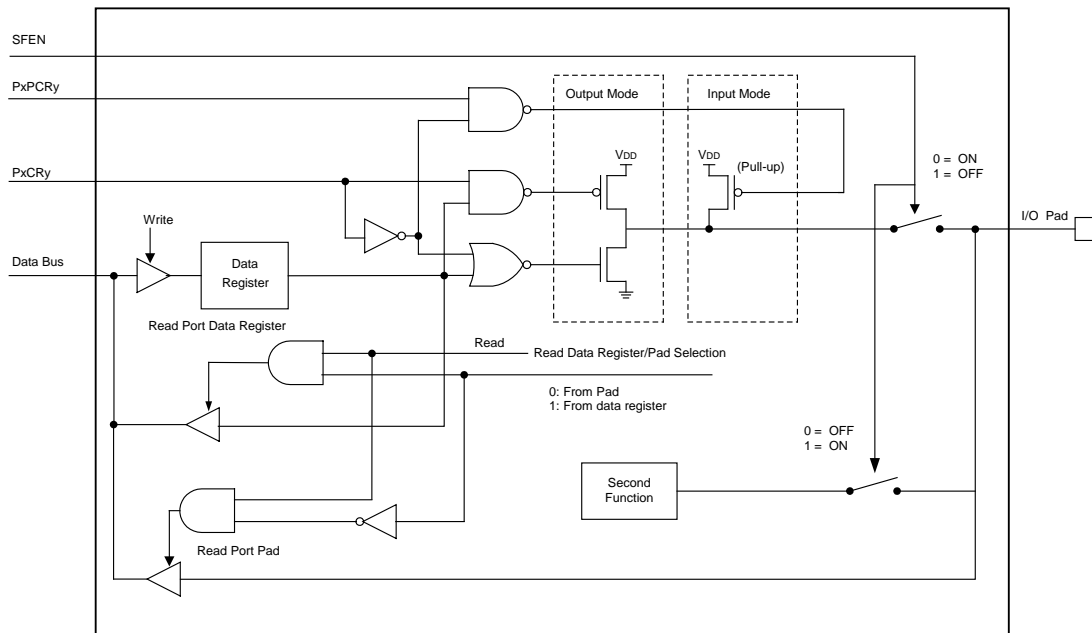 SFEN
PxPCRy
Output Mode
Input Mode
VDD
VDD
(Pull-up)
0 = ON
1 = OFF
PxCRy
I/O Pad
Write
Data Bus
Data
Register
Read Port Data Register
Read
Read Data Register/Pad Selection
0: From Pad
1: From data register
0 = OFF
1 = ON
Second
Function
Read Port Pad